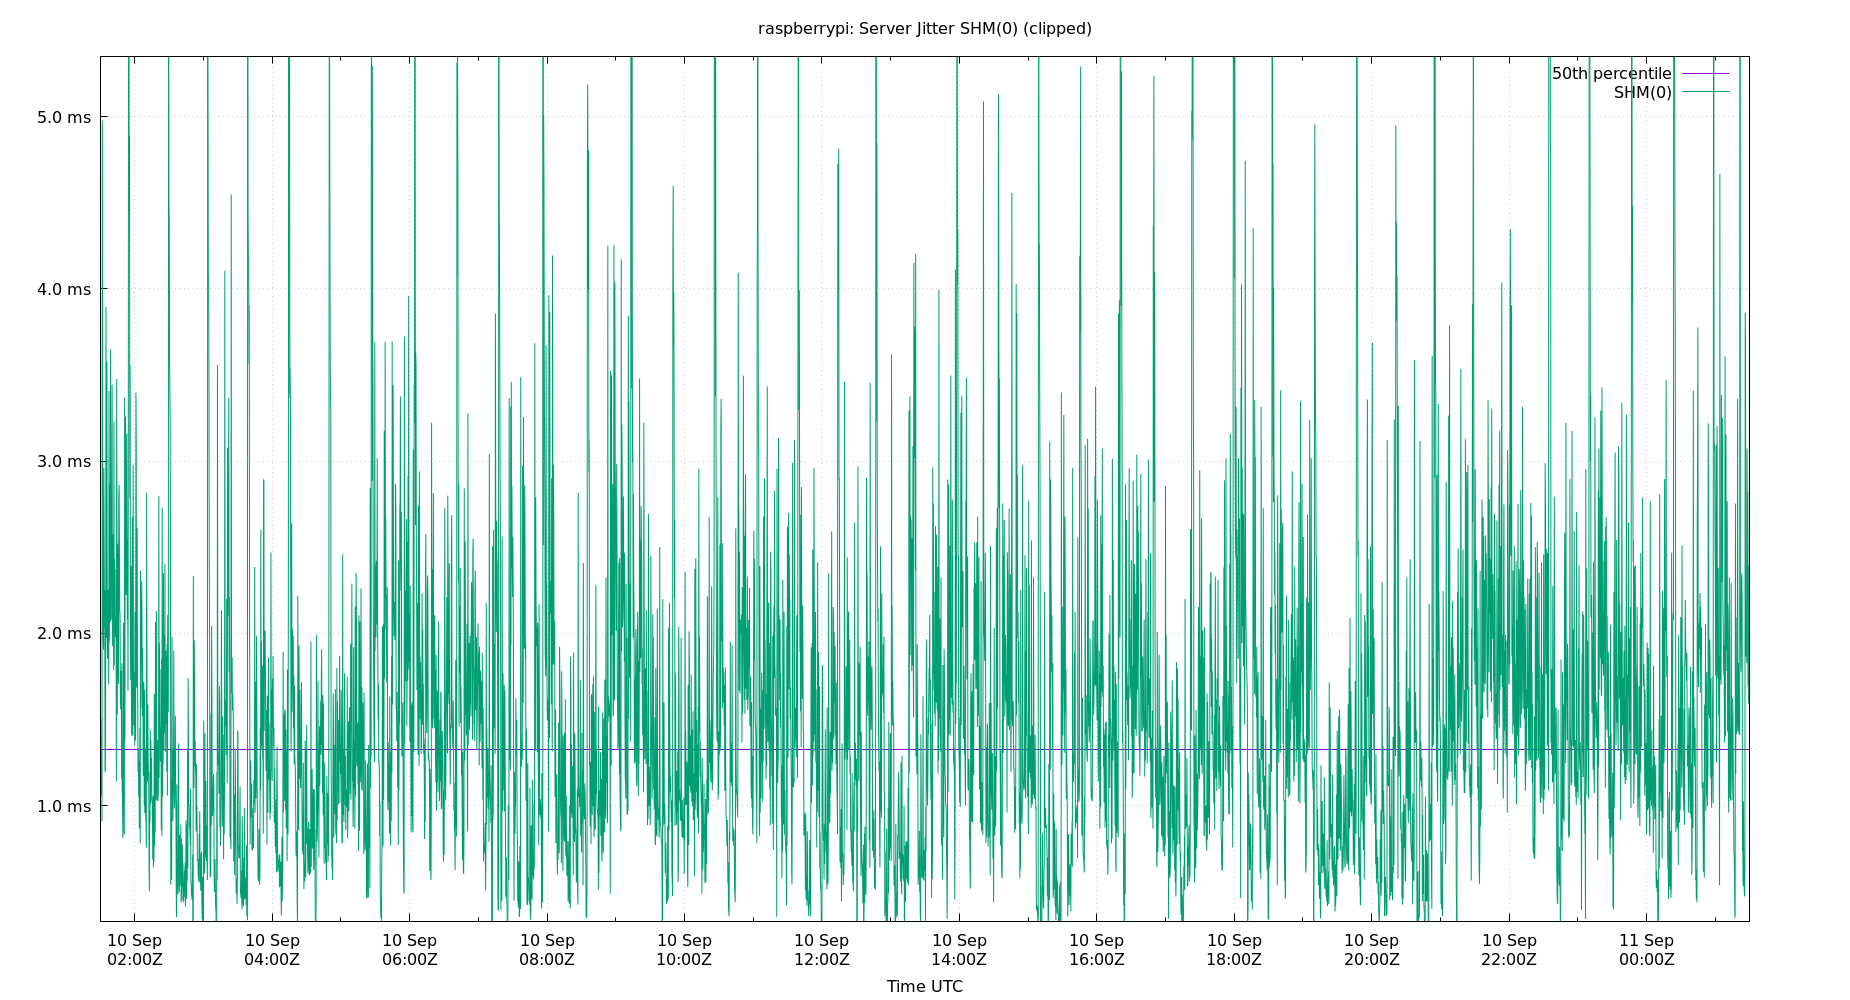 raspberrypi: Server Jitter SHM(0) (clipped)
50th percentile
SHM(0)
5.0 ms
4.0 ms
3.0 ms
2.0 ms
1.0 ms
10 Sep 10 Sep 10 Sep 10 Sep 10 Sep 10 Sep 10 Sep 10 Sep 10 Sep 10 Sep 10 Sep 11 Sep
02:00Z 04:00Z 06:00Z 08:00Z 10:00Z 12:00Z 14:00Z 16:00Z 18:00Z 20:00Z 22:00Z 00:00Z
Time UTC